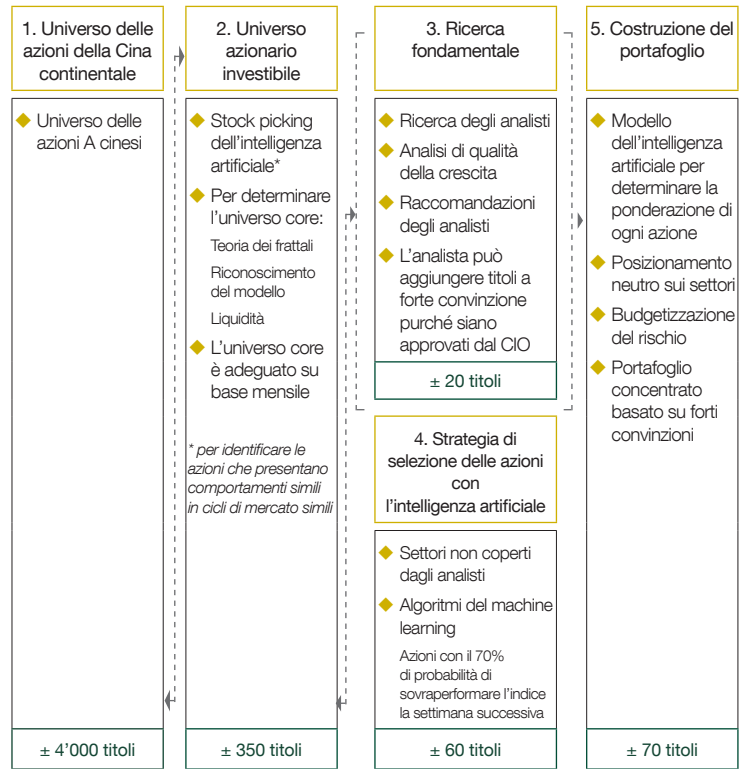 1. Universo delle
azioni della Cina
continentale
◆ Universo delle
azioni A cinesi
± 4’000 titoli
2. Universo
azionario
investibile
◆ Stock picking
dell’intelligenza
artificiale*
◆ Per determinare
l’universo core:
Teoria dei frattali
Riconoscimento
del modello
Liquidità
◆ L’universo core
è adeguato su
base mensile
* per identificare le
azioni che presentano
comportamenti simili
in cicli di mercato simili
± 350 titoli
3. Ricerca
fondamentale
◆ Ricerca degli analisti
◆ Analisi di qualità
della crescita
◆ Raccomandazioni
degli analisti
◆ L’analista può
aggiungere titoli a
forte convinzione
purché siano
approvati dal CIO
± 20 titoli
4. Strategia di
selezione delle azioni
con
l’intelligenza artificiale
◆ Settori non coperti
dagli analisti
◆ Algoritmi del machine
learning
Azioni con il 70%
di probabilità di
sovraperformare l’indice
la settimana successiva
± 60 titoli
5. Costruzione del
portafoglio
◆ Modello
dell’intelligenza
artificiale per
determinare la
ponderazione di
ogni azione
◆ Posizionamento
neutro sui settori
◆ Budgetizzazione
del rischio
◆ Portafoglio
concentrato
basato su forti
convinzioni
± 70 titoli